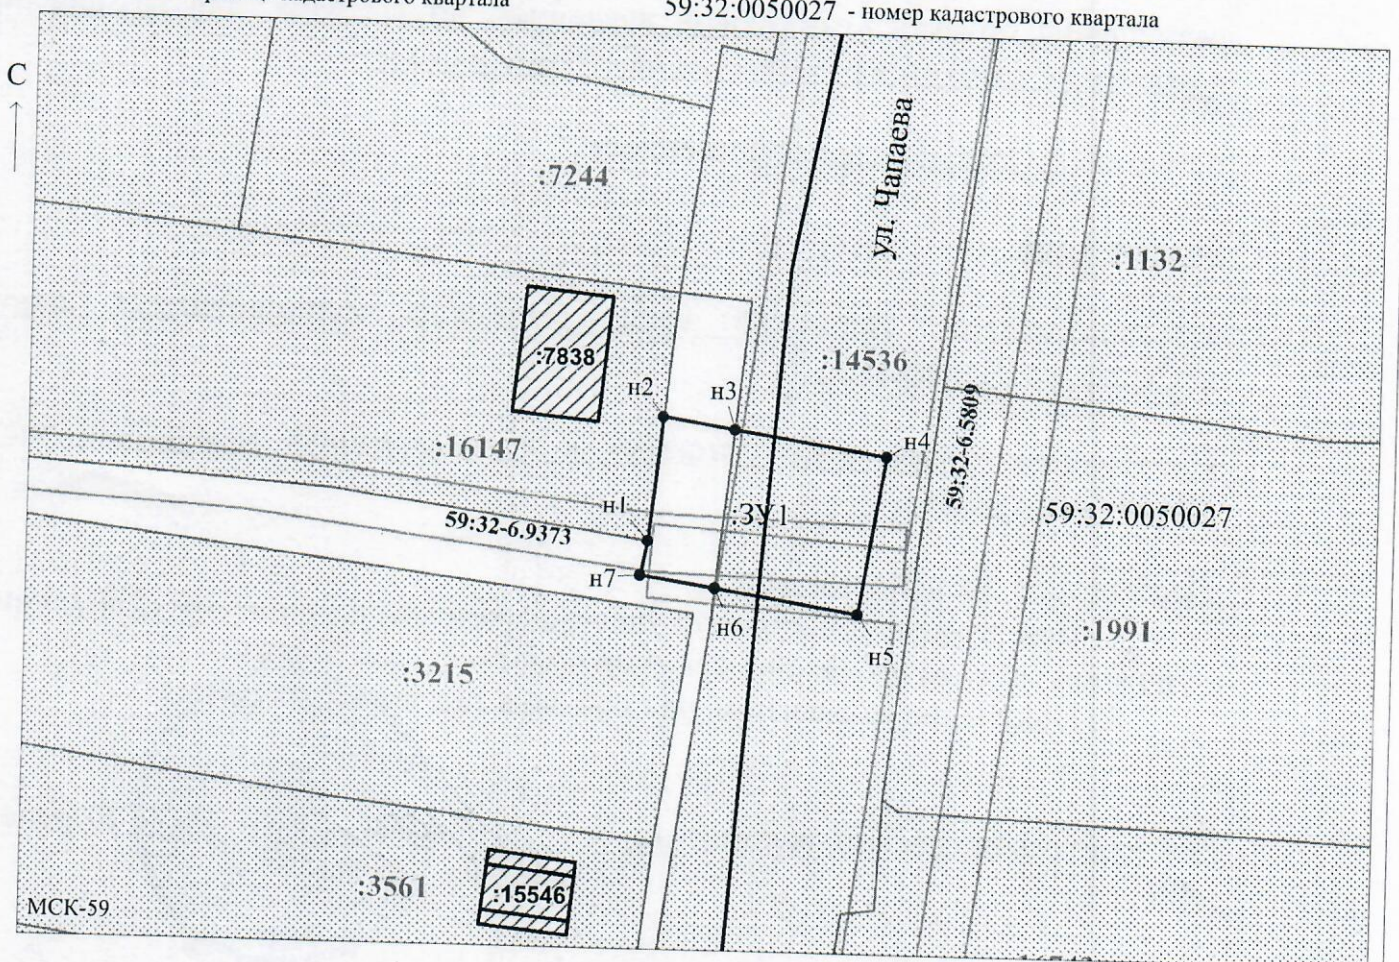 кадастрового квартала
59:32:0050027 - номер кадастрового квартала
С
ул. Чапаева
:7244
:1132
:7838
:14536
н2
н3
н4
59:32-6.5809
:16147
н1
:ЗУ1
59:32:0050027
59:32-6.9373
н7
н6
н5
:1991
:3215
:3561
:15546
МСК-59